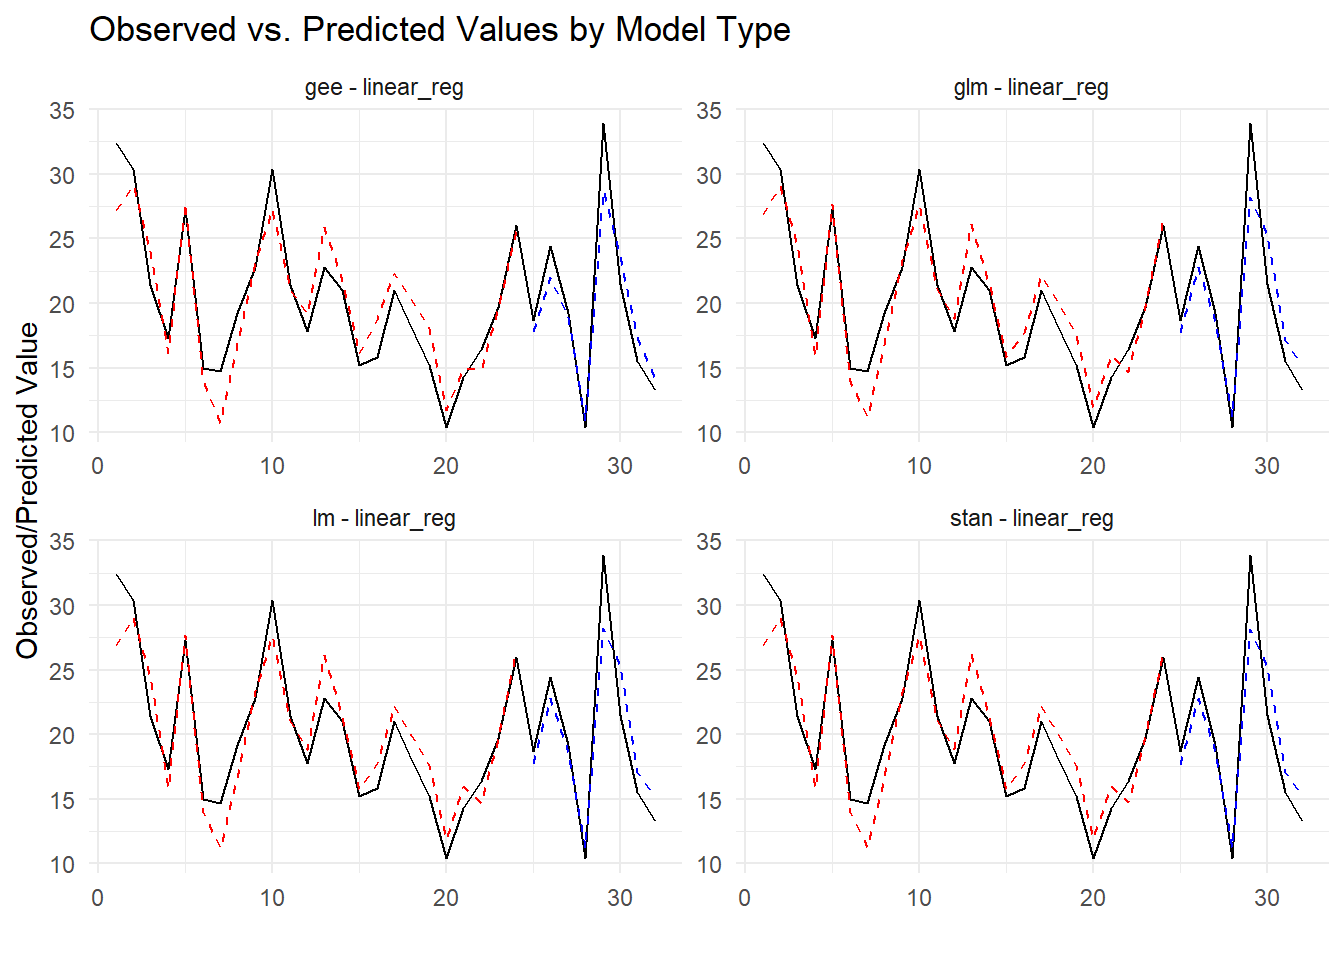 Observed vs. Predicted Values by Model Type
Observed/Predicted Value
gee - linear_reg
35
30
25
20
15
10
0 10 20 30
glm - linear_reg
35
30
25
20
15
10
0 10 20 30
lm - linear_reg
35
30
25
20
15
10
0 10 20 30
stan - linear_reg
35
30
25
20
15
10
0 10 20 30